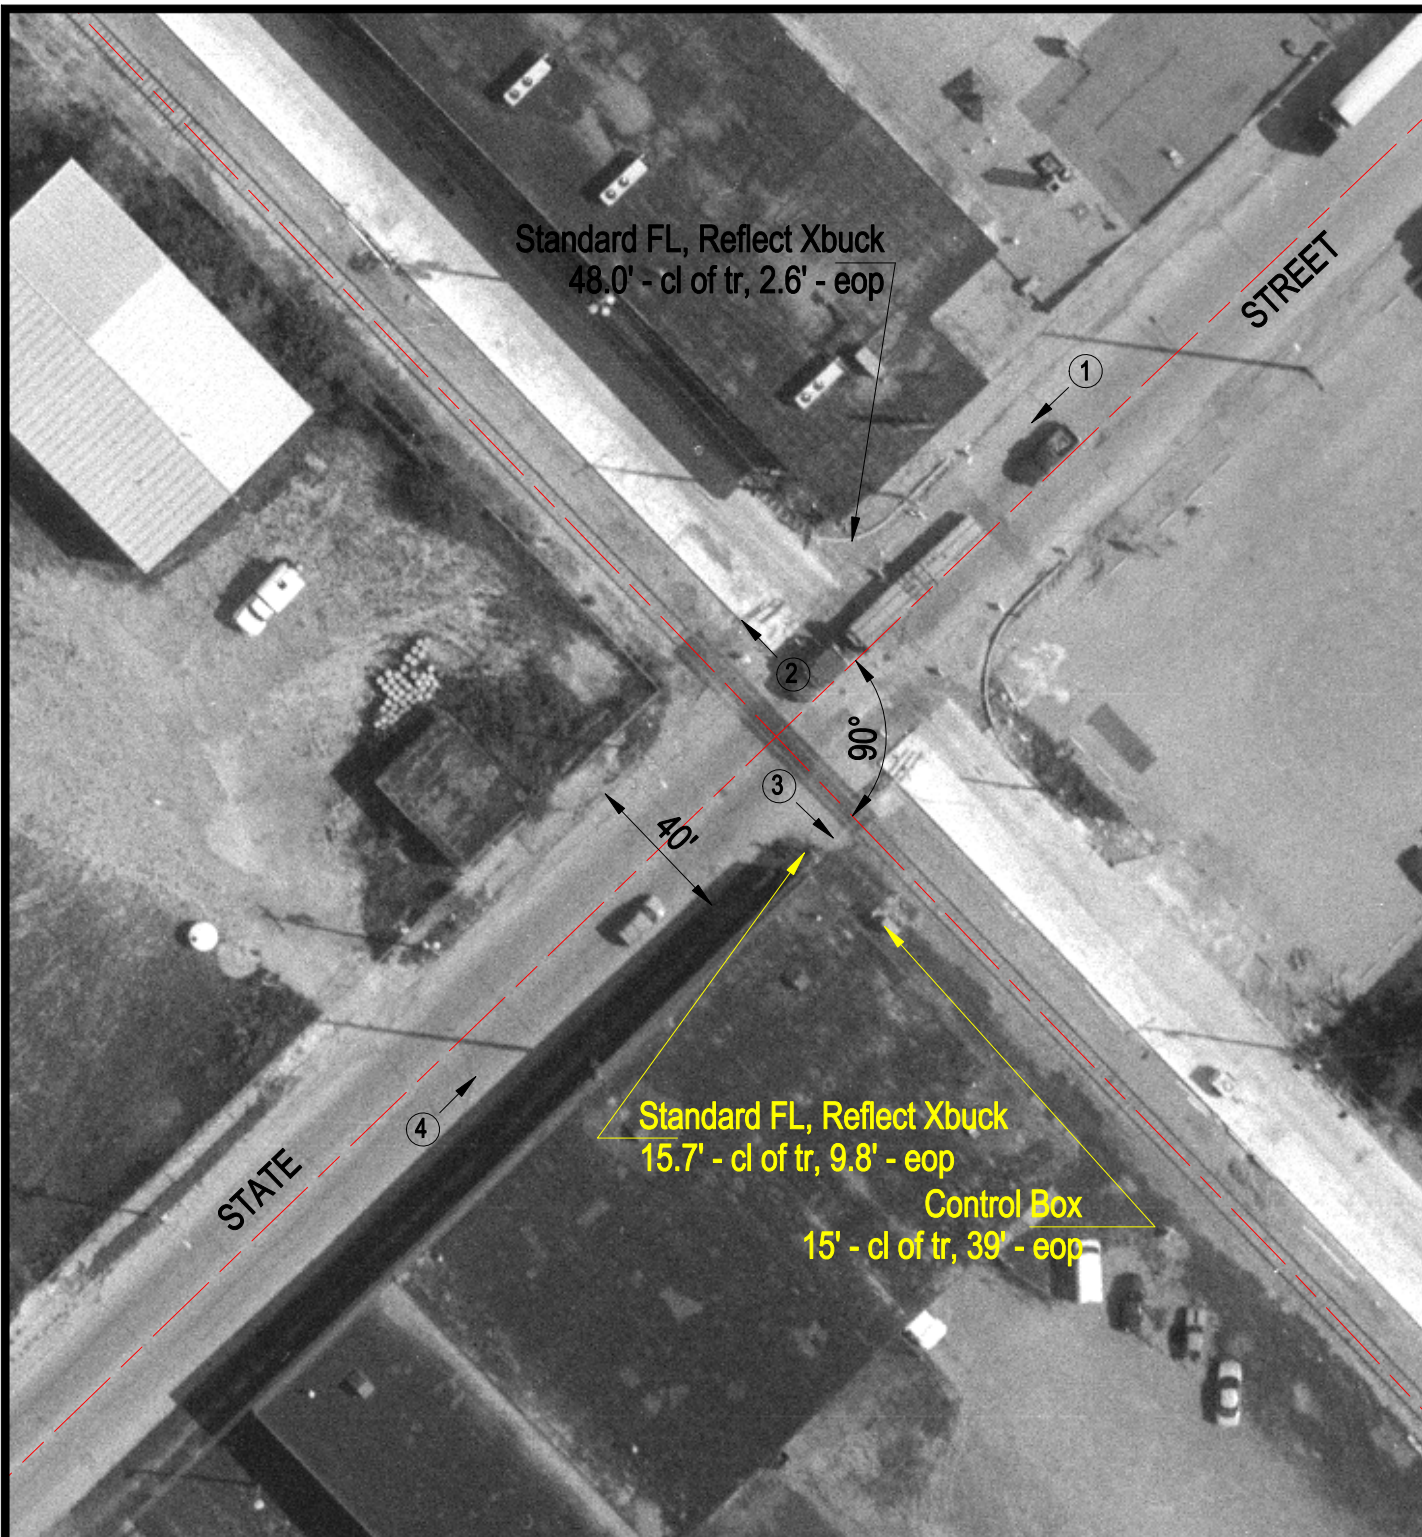 Standard FL, Reflect Xbuck
48.0' - cl of tr, 2.6' - eop
STREET
1
2
90°
3
40'
4
Standard FL, Reflect Xbuck
15.7' - cl of tr, 9.8' - eop
STATE
Control Box
15' - cl of tr, 39' - eop